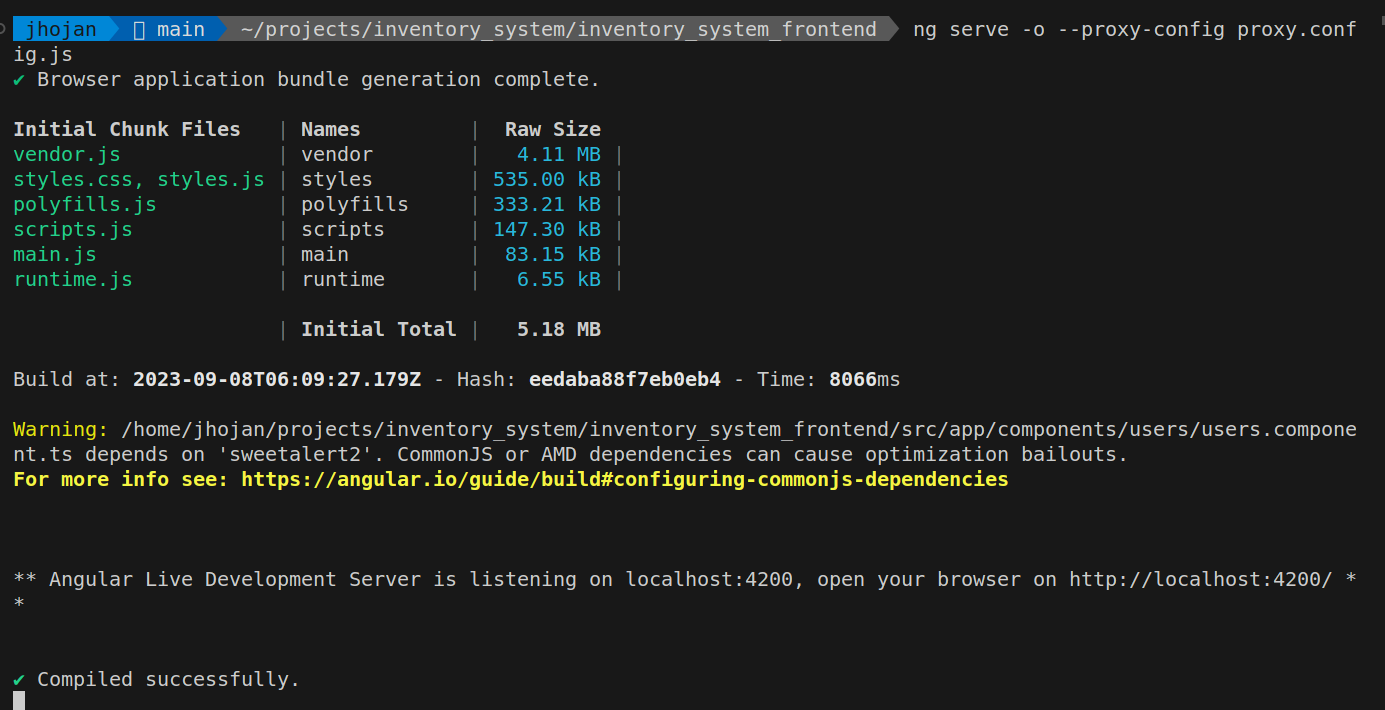 jhojan main ~/projects/inventory_system/inventory_system_frontend ng serve -o --proxy-config proxy.conf
ig.js
✔ Browser application bundle generation complete.
Initial Chunk Files | Names | Raw Size
vendor.js | vendor | 4.11 MB |
styles.css, styles.js | styles | 535.00 kB |
polyfills.js | polyfills | 333.21 kB |
scripts.js | scripts | 147.30 kB |
main.js | main | 83.15 kB |
runtime.js | runtime | 6.55 kB |
| Initial Total | 5.18 MB
Build at: 2023-09-08T06:09:27.179Z - Hash: eedaba88f7eb0eb4 - Time: 8066ms
Warning: /home/jhojan/projects/inventory_system/inventory_system_frontend/src/app/components/users/users.compone
nt.ts depends on 'sweetalert2'. CommonJS or AMD dependencies can cause optimization bailouts.
For more info see: https://angular.io/guide/build#configuring-commonjs-dependencies
** Angular Live Development Server is listening on localhost:4200, open your browser on http://localhost:4200/ *
*
✔ Compiled successfully.